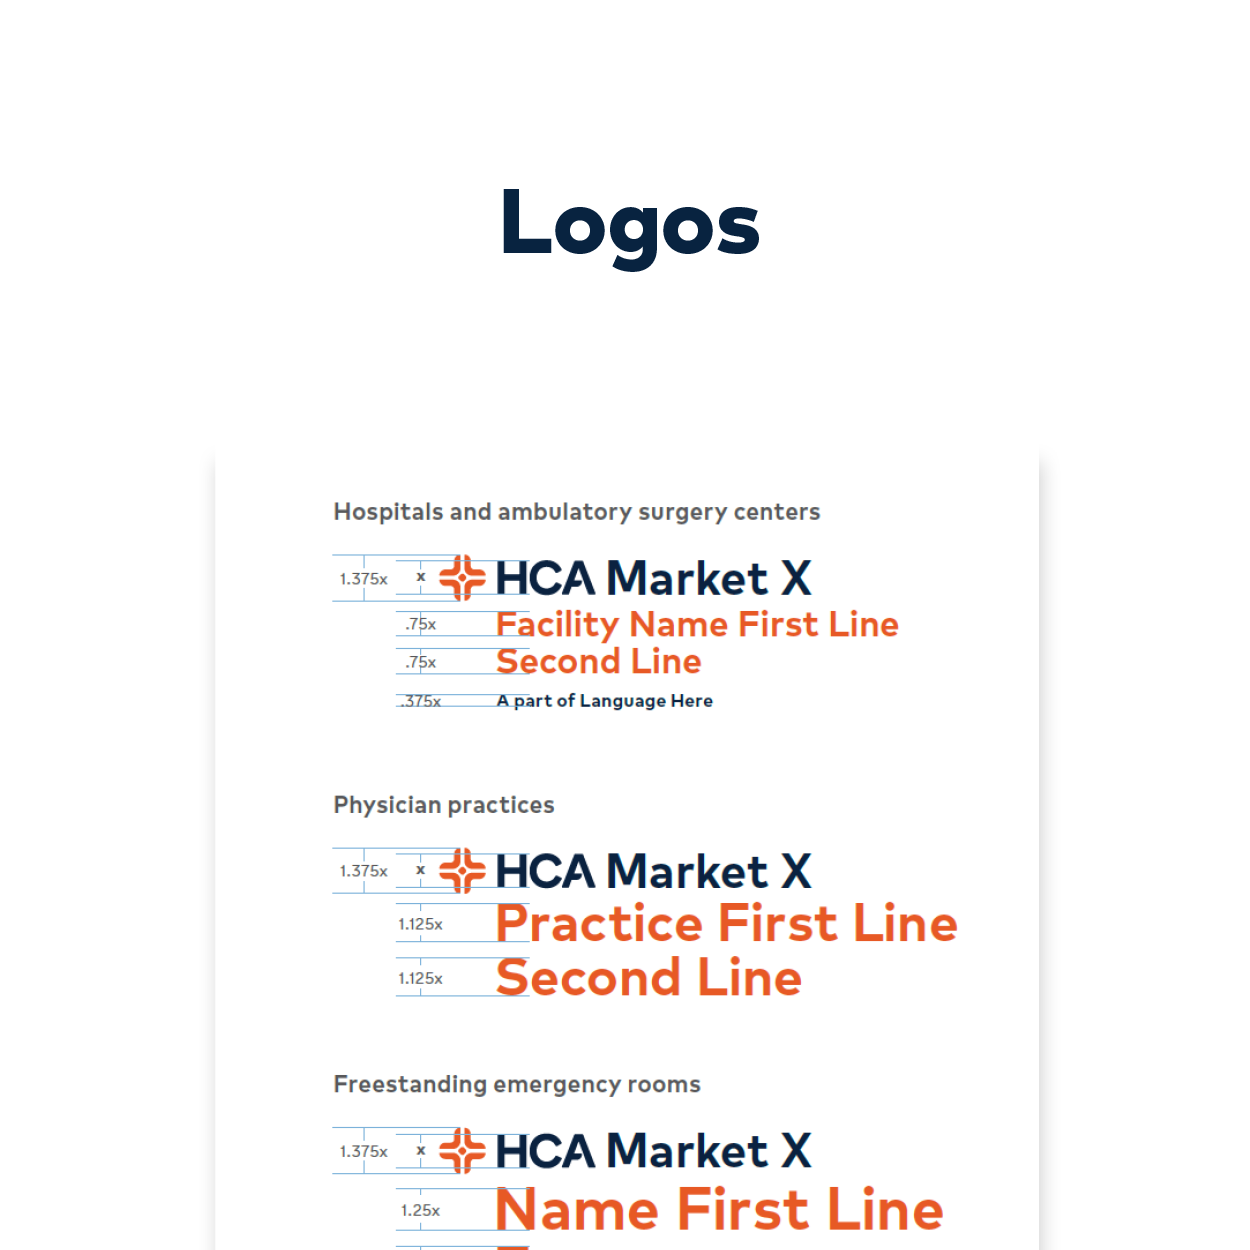 Logos
Hospitals and ambulatory surgery centers
1.375x x HCA Market X
.75x Facility Name First Line
.75x Second Line
.375x A part of Language Here
Physician practices
1.375x x HCA Market X
1.125x Practice First Line
1.125x Second Line
Freestanding emergency rooms
1.375x x HCA Market X
1.25x Name First Line